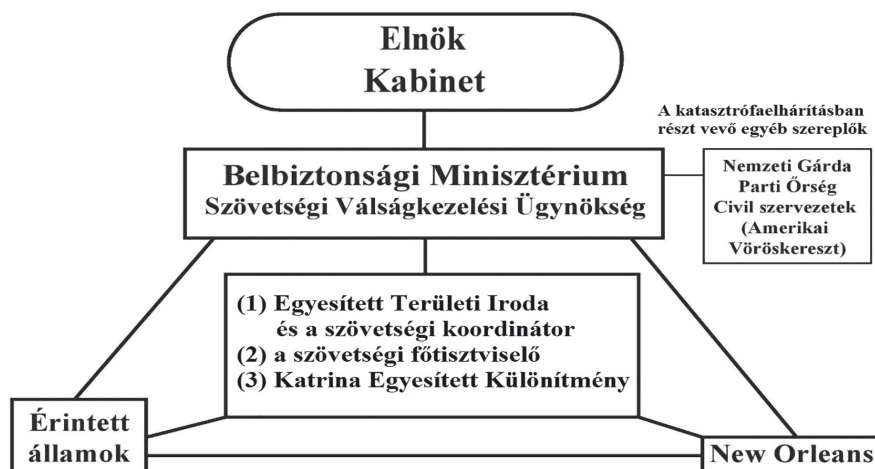 Elnök
Kabinet
A katasztrófaelhárításban
részt vevő egyéb szereplők
Belbiztonsági Minisztérium
Szövetségi Válságkezelési Ügynökség
Nemzeti Gárda
Parti Őrség
Civil szervezetek
(Amerikai
Vöröskereszt)
(1) Egyesített Területi Iroda
és a szövetségi koordinátor
(2) a szövetségi főtisztviselő
(3) Katrina Egyesített Különítmény
Érintett
államok
New Orleans